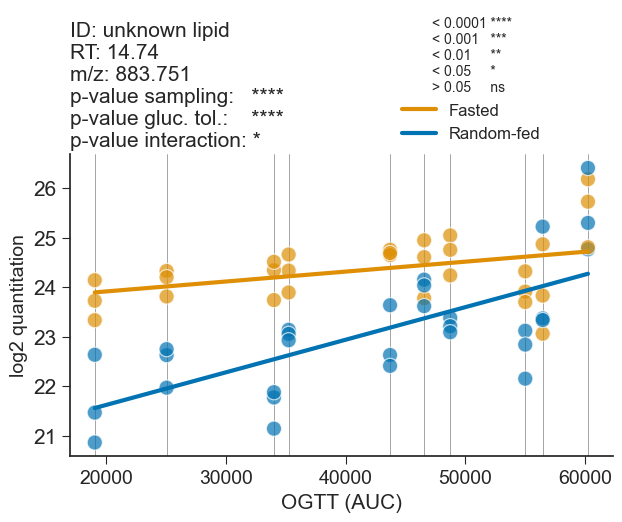 ID: unknown lipid
RT: 14.74
m/z: 883.751
p-value sampling: ****
p-value gluc. tol.: ****
p-value interaction: *
< 0.0001 ****
< 0.001 ***
< 0.01 **
< 0.05 *
> 0.05 ns
Fasted
Random-fed
log2 quantitation
26
25
24
23
22
21
20000 30000 40000 50000 60000
OGTT (AUC)